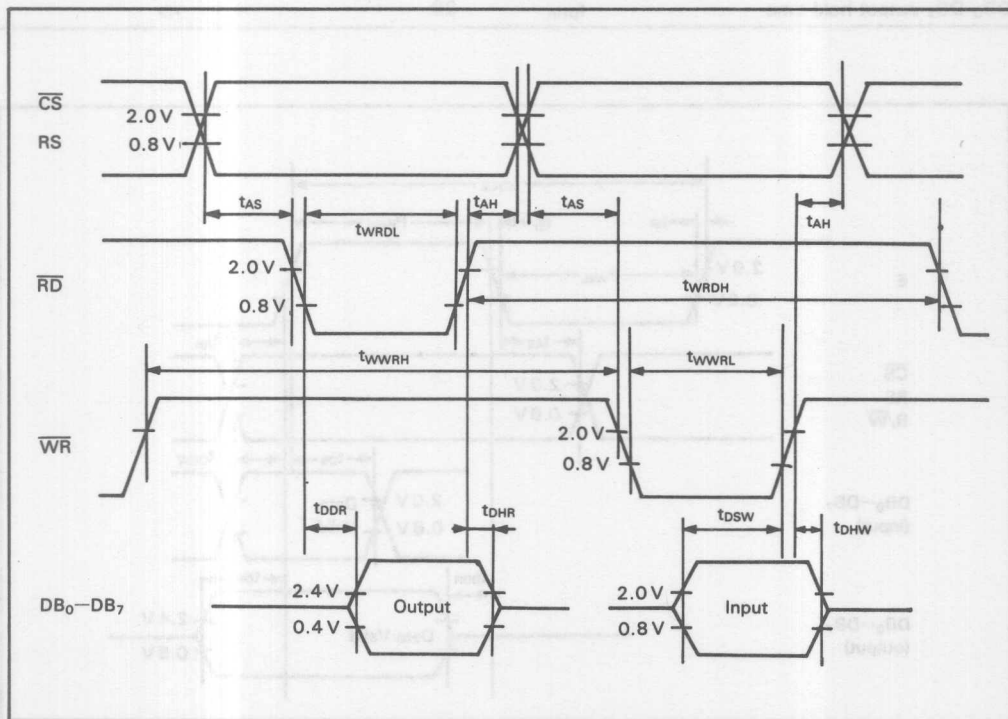 CS
2.0 V
RS
0.8 V
tAS
tWRDL
tAH
tAS
tAH
RD
2.0 V
0.8 V
tWRDH
tWWRH
tWWRL
WR
2.0 V
0.8 V
tDDR
tDHR
tDSW
tDHW
DB0—DB7
2.4 V
0.4 V
Output
2.0 V
0.8 V
Input